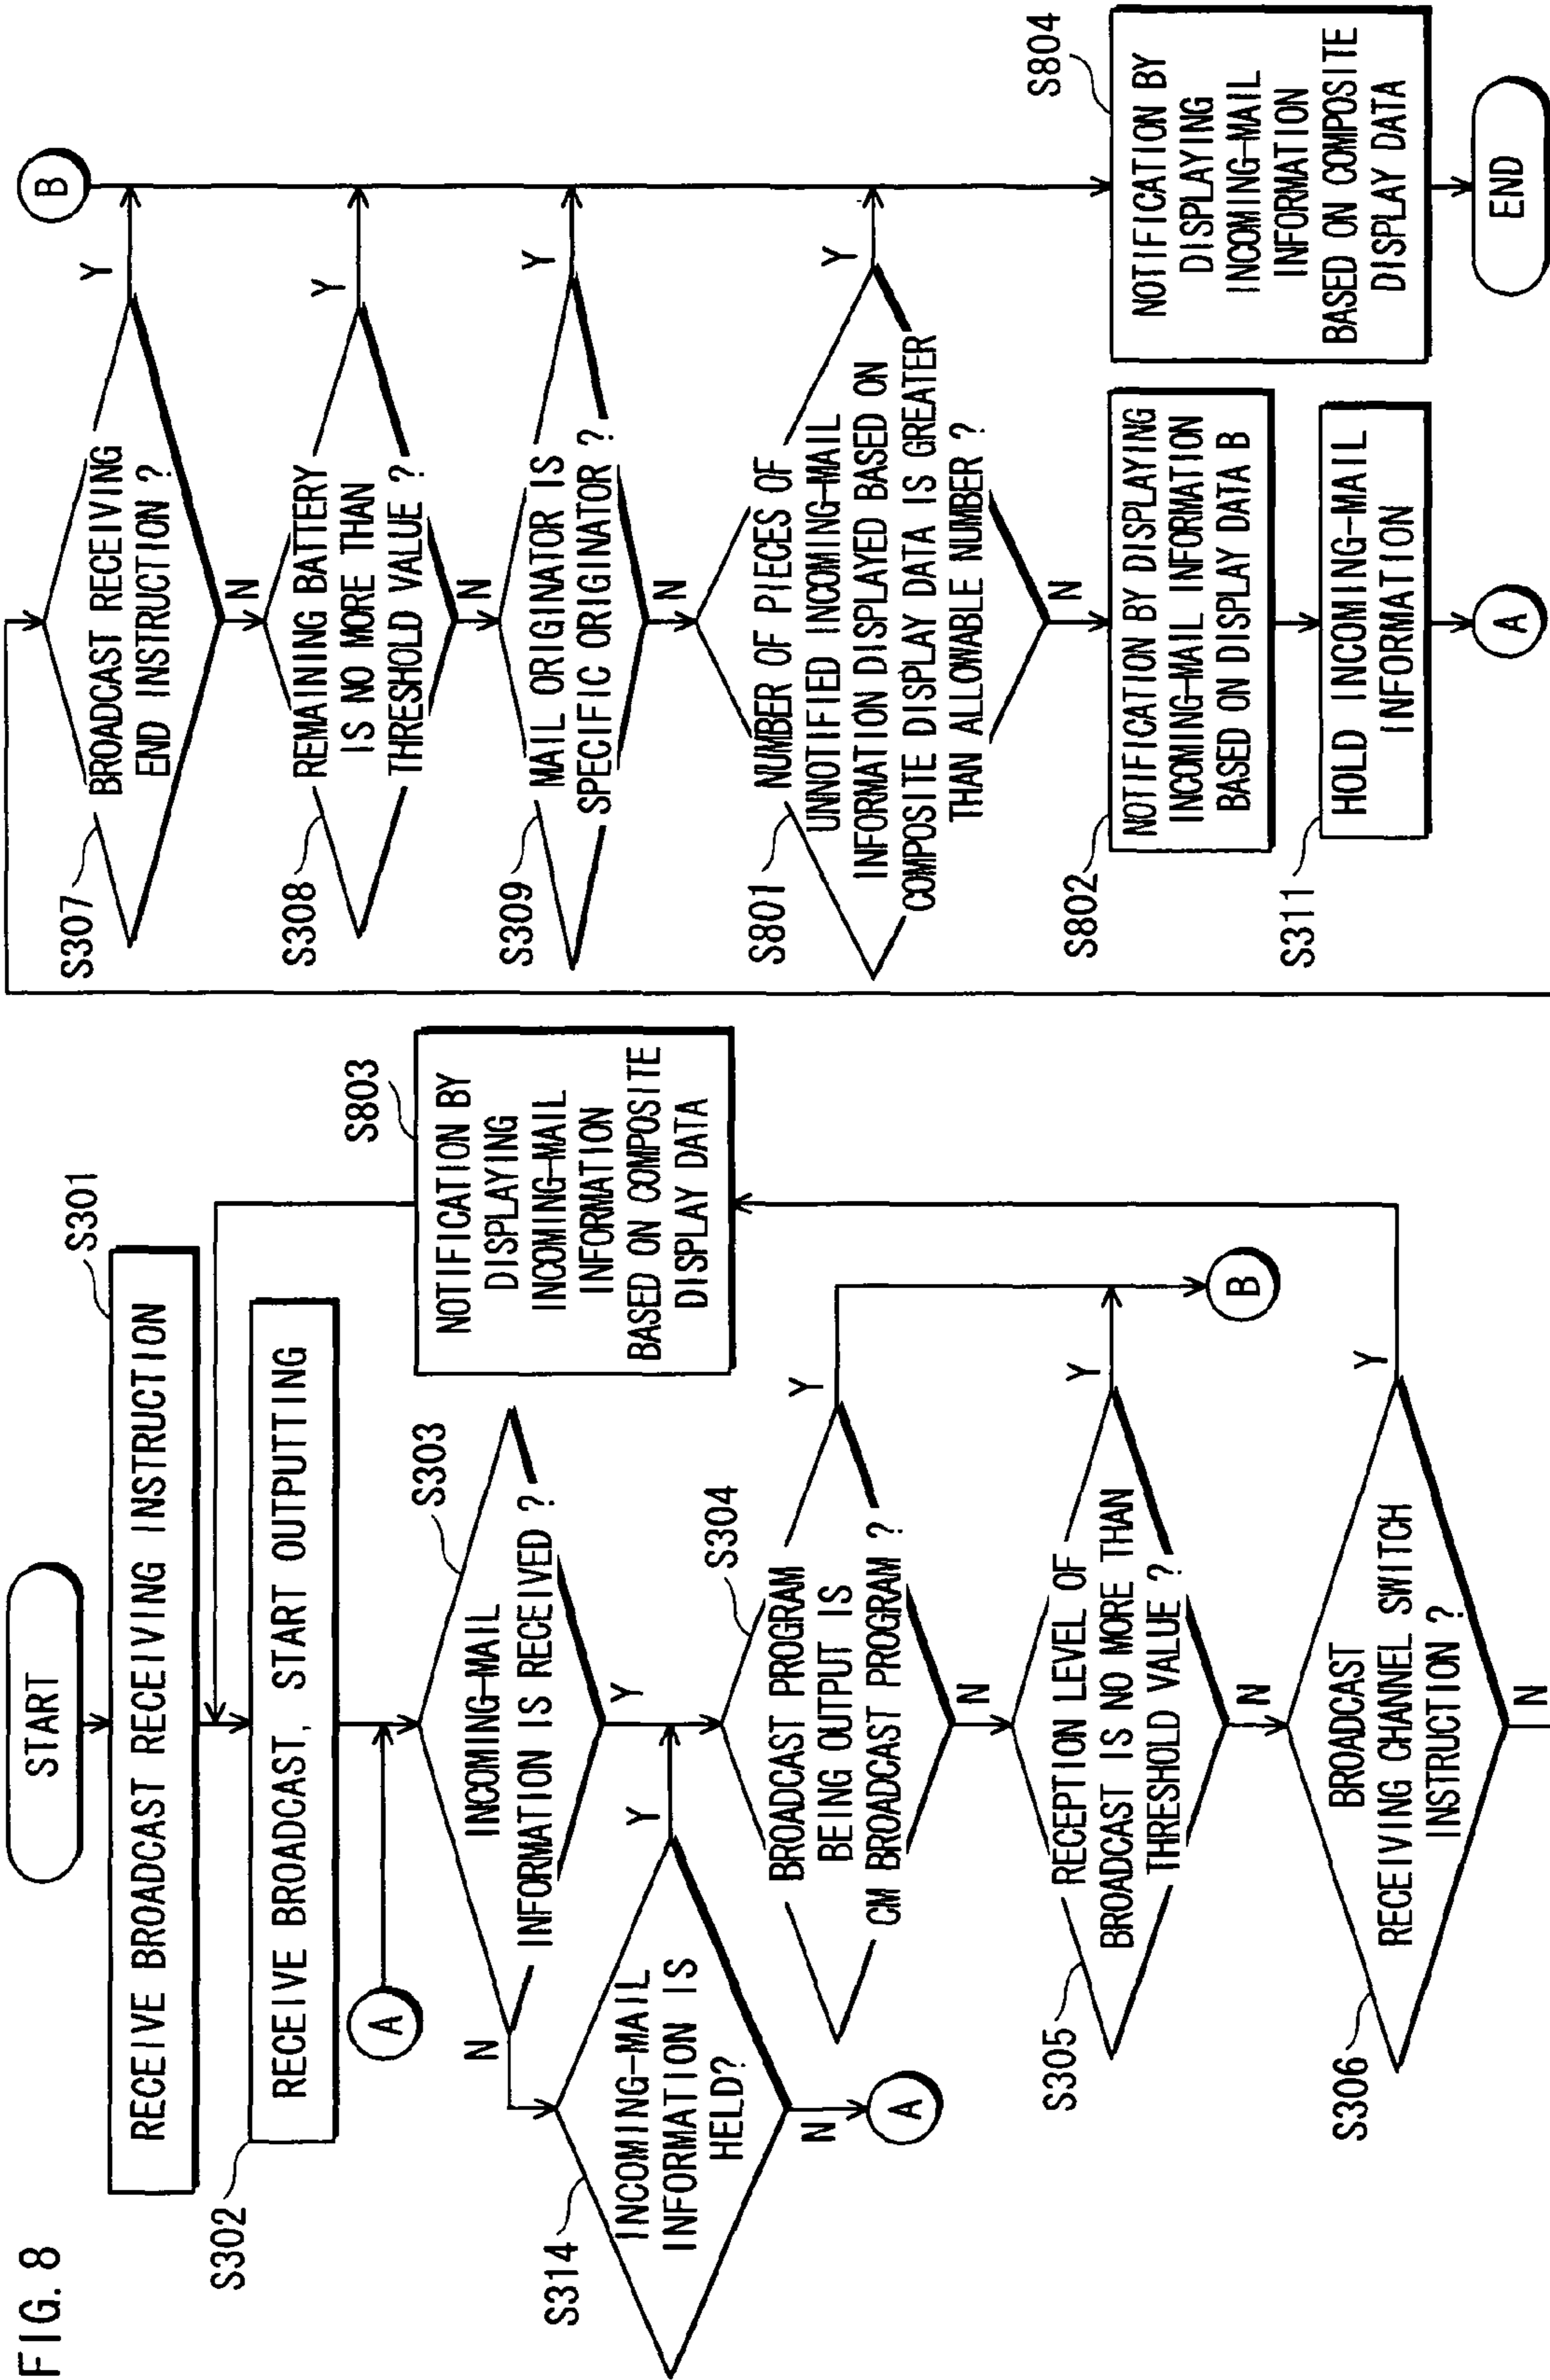 FIG. 8
START
S301
RECEIVE BROADCAST RECEIVING INSTRUCTION
S302
RECEIVE BROADCAST, START OUTPUTTING
A
S303
INCOMING-MAIL
INFORMATION IS RECEIVED ?
N
Y
S314
INCOMING-MAIL
INFORMATION IS
HELD?
Y
N
A
S304
BROADCAST PROGRAM
BEING OUTPUT IS
CM BROADCAST PROGRAM ?
Y
N
S305
RECEPTION LEVEL OF
BROADCAST IS NO MORE THAN
THRESHOLD VALUE ?
Y
N
B
S306
BROADCAST
RECEIVING CHANNEL SWITCH
INSTRUCTION ?
Y
N
S803
NOTIFICATION BY
DISPLAYING
INCOMING-MAIL
INFORMATION
BASED ON COMPOSITE
DISPLAY DATA
B
S307
BROADCAST RECEIVING
END INSTRUCTION ?
Y
N
S308
REMAINING BATTERY
IS NO MORE THAN
THRESHOLD VALUE ?
Y
N
S309
MAIL ORIGINATOR IS
SPECIFIC ORIGINATOR ?
Y
N
S801
NUMBER OF PIECES OF
UNNOTIFIED INCOMING-MAIL
INFORMATION DISPLAYED BASED ON
COMPOSITE DISPLAY DATA IS GREATER
THAN ALLOWABLE NUMBER ?
Y
N
S802
NOTIFICATION BY DISPLAYING
INCOMING-MAIL INFORMATION
BASED ON DISPLAY DATA B
S311
HOLD INCOMING-MAIL
INFORMATION
A
S804
NOTIFICATION BY
DISPLAYING
INCOMING-MAIL
INFORMATION
BASED ON COMPOSITE
DISPLAY DATA
END